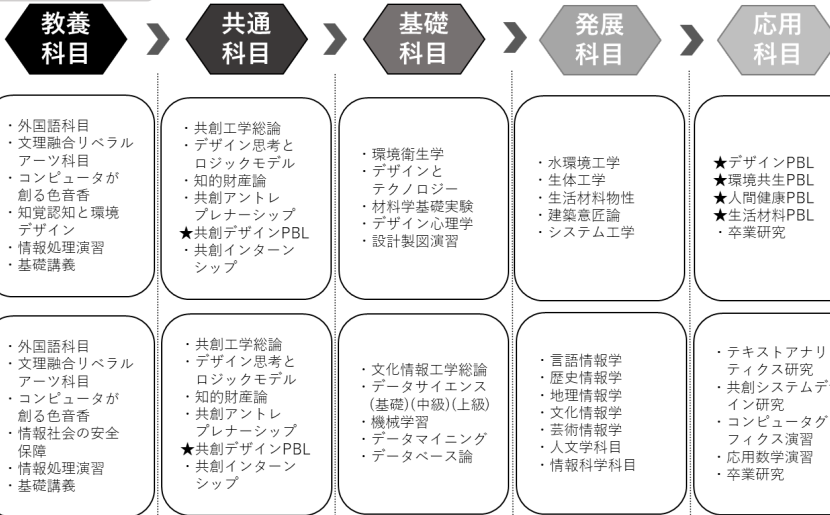 教養
科目
共通
科目
基礎
科目
発展
科目
応用
科目
・外国語科目
・文理融合リベラル
アーツ科目
・コンピュータが
創る色音香
・知覚認知と環境
デザイン
・情報処理演習
・基礎講義
・共創工学総論
・デザイン思考と
ロジックモデル
・知的財産論
・共創アントレ
プレナーシップ
★共創デザインPBL
・共創インターン
シップ
・環境衛生学
・デザインと
テクノロジー
・材料学基礎実験
・デザイン心理学
・設計製図演習
・水環境工学
・生体工学
・生活材料物性
・建築意匠論
・システム工学
★デザインPBL
★環境共生PBL
★人間健康PBL
★生活材料PBL
・卒業研究
・外国語科目
・文理融合リベラル
アーツ科目
・コンピュータが
創る色音香
・情報社会の安全
保障
・情報処理演習
・基礎講義
・共創工学総論
・デザイン思考と
ロジックモデル
・知的財産論
・共創アントレ
プレナーシップ
★共創デザインPBL
・共創インターン
シップ
・文化情報工学総論
・データサイエンス
(基礎)(中級)(上級)
・機械学習
・データマイニング
・データベース論
・言語情報学
・歴史情報学
・地理情報学
・文化情報学
・芸術情報学
・人文学科目
・情報科学科目
・テキストアナリ
ティクス研究
・共創システムデ
イン研究
・コンピュータグ
フィクス演習
・応用数学演習
・卒業研究